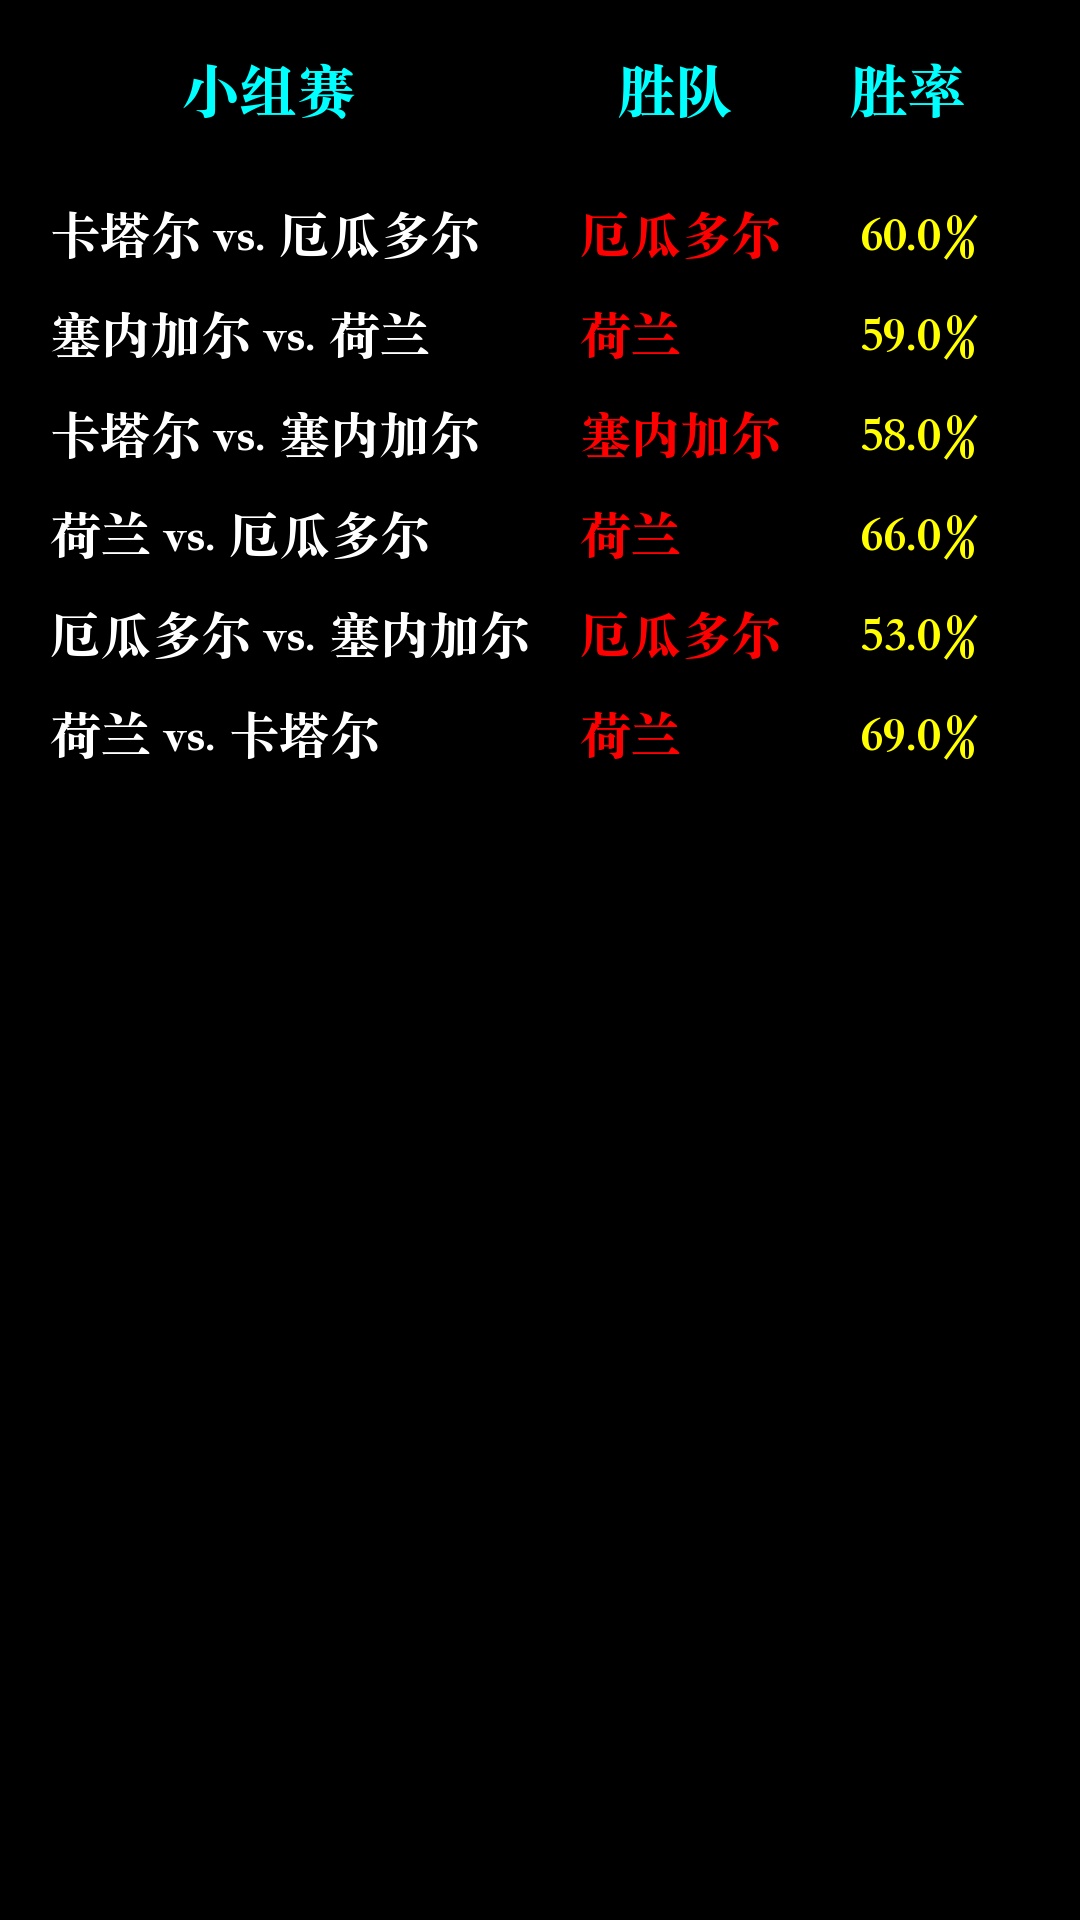 小组赛 胜队 胜率
卡塔尔 vs. 厄瓜多尔 厄瓜多尔 60.0%
塞内加尔 vs. 荷兰 荷兰 59.0%
卡塔尔 vs. 塞内加尔 塞内加尔 58.0%
荷兰 vs. 厄瓜多尔 荷兰 66.0%
厄瓜多尔 vs. 塞内加尔 厄瓜多尔 53.0%
荷兰 vs. 卡塔尔 荷兰 69.0%